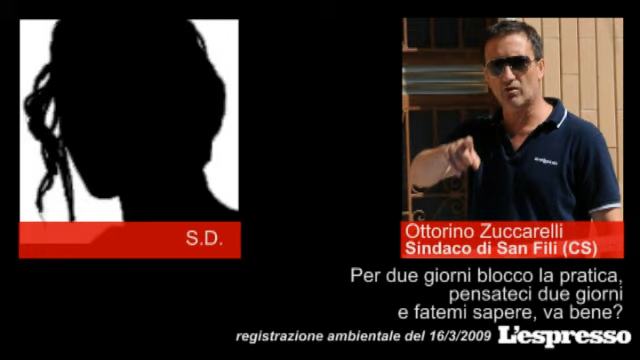 S.D.
Ottorino Zuccarelli
Sindaco di San Fili (CS)
Per due giorni blocco la pratica,
pensateci due giorni
e fatemi sapere, va bene?
registrazione ambientale del 16/3/2009 L'espresso